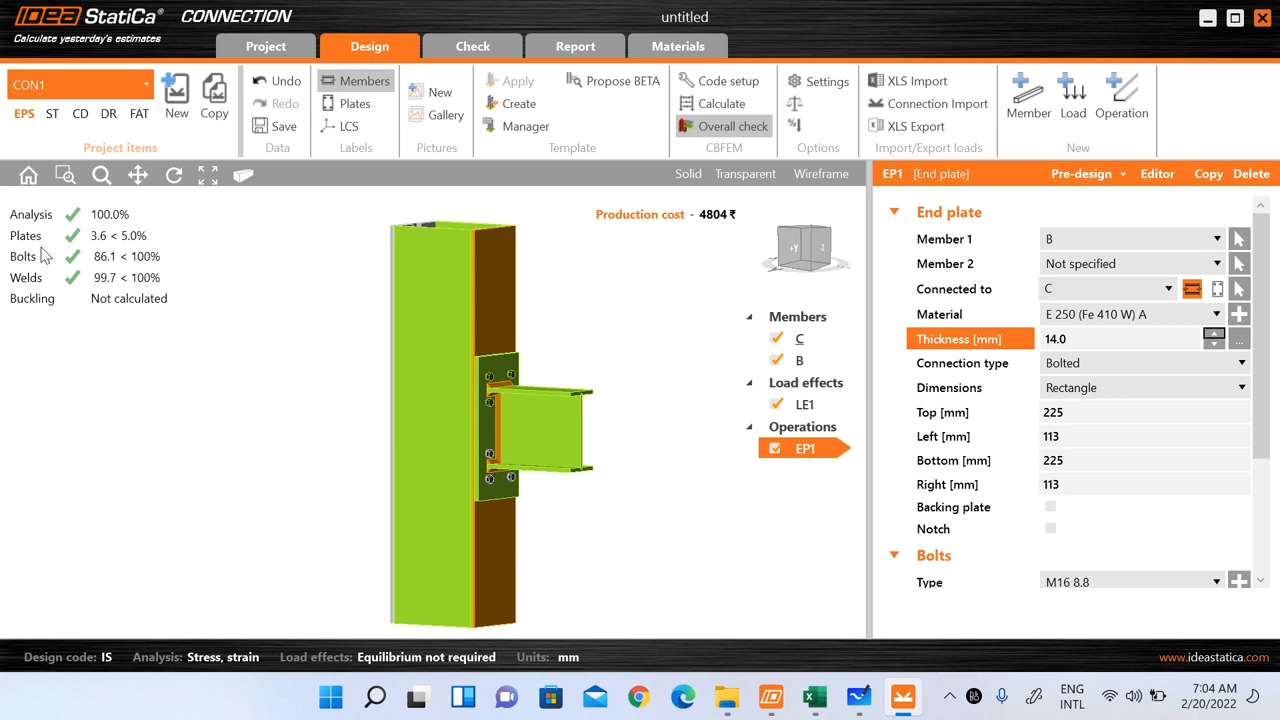 IDEA StatiCa® CONNECTION
Calculate yesterday's estimates
untitled
Project Design Check Report Materials
CON1
EPS ST CD DR FAT
New Copy
Project items
Undo
Redo
Save
Data
Members
Plates
LCS
Labels
New
Gallery
Pictures
Apply
Create
Manager
Propose BETA
Template
Code setup
Calculate
Overall check
CBFEM
Settings
Options
XLS Import
Connection Import
XLS Export
Import/Export loads
Member Load Operation
New
Solid Transparent Wireframe
Analysis 100.0%
Plates 3.6 < 5.0%
Bolts 86.1 < 100%
Welds 99.7 < 100%
Buckling Not calculated
Production cost - 4804 ₹
+Y
Members
C
B
Load effects
LE1
Operations
EP1
EP1 [End plate] Pre-design Editor Copy Delete
End plate
Member 1 B
Member 2 Not specified
Connected to C
Material E 250 (Fe 410 W) A
Thickness [mm] 14.0 ...
Connection type Bolted
Dimensions Rectangle
Top [mm] 225
Left [mm] 113
Bottom [mm] 225
Right [mm] 113
Backing plate
Notch
Bolts
Type M16 8.8
Design code: IS Analysis: Stress, strain Load effects: Equilibrium not required Units: mm www.ideastatica.com
ENG
INTL
7:04 AM
2/20/2022